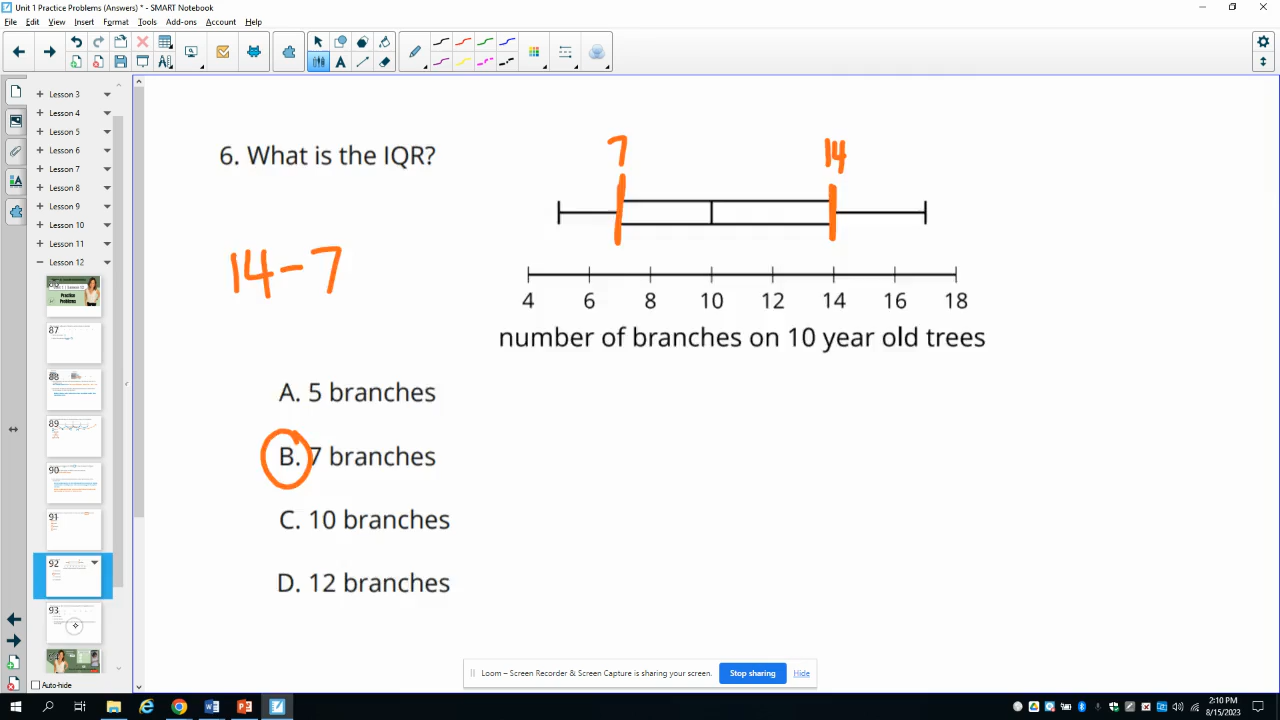 Unit 1 Practice Problems (Answers) * - SMART Notebook
File Edit View Insert Format Tools Add-ons Account Help
Lesson 3
Lesson 4
Lesson 5
Lesson 6
Lesson 7
Lesson 8
Lesson 9
Lesson 10
Lesson 11
Lesson 12
Practice
Problems
87
88
89
90
91
92
93
Auto-hide
6. What is the IQR?
7
14
14-7
4 6 8 10 12 14 16 18
number of branches on 10 year old trees
A. 5 branches
B. 7 branches
C. 10 branches
D. 12 branches
Loom – Screen Recorder & Screen Capture is sharing your screen.
Stop sharing
Hide
2:10 PM
8/15/2023